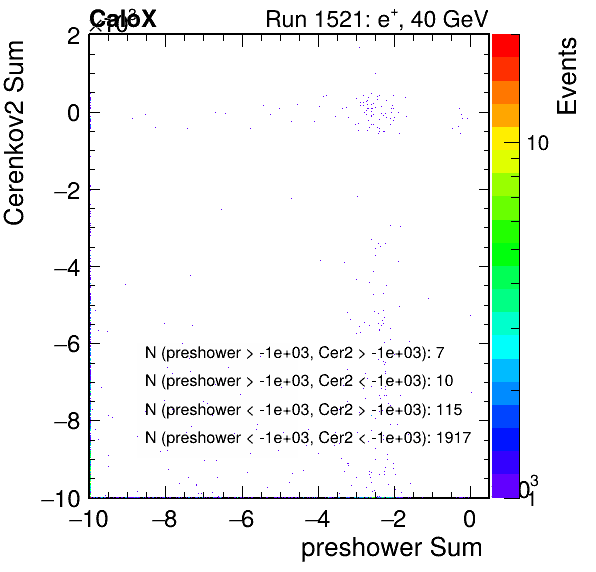 CaloX
×10³
Run 1521: e⁺, 40 GeV
Cerenkov2 Sum
Events
2
0
−2
−4
−6
−8
−10
10
1
N (preshower > -1e+03, Cer2 > -1e+03): 7
N (preshower > -1e+03, Cer2 < -1e+03): 10
N (preshower < -1e+03, Cer2 > -1e+03): 115
N (preshower < -1e+03, Cer2 < -1e+03): 1917
−10 −8 −6 −4 −2 0
preshower Sum